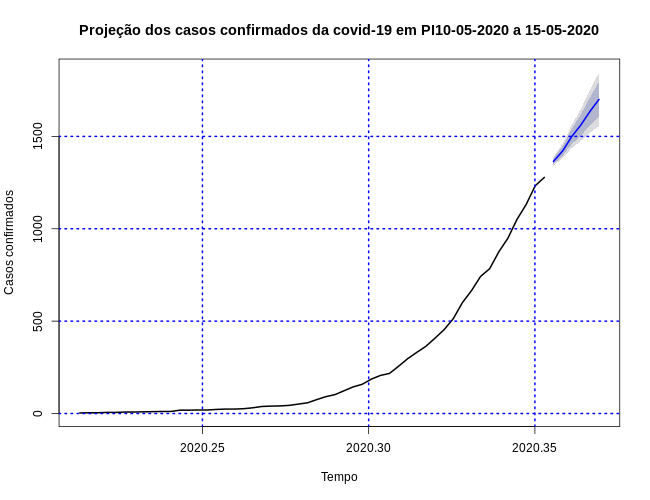 Projeção dos casos confirmados da covid-19 em PI10-05-2020 a 15-05-2020
Casos confirmados
1500
1000
500
0
2020.25
2020.30
2020.35
Tempo